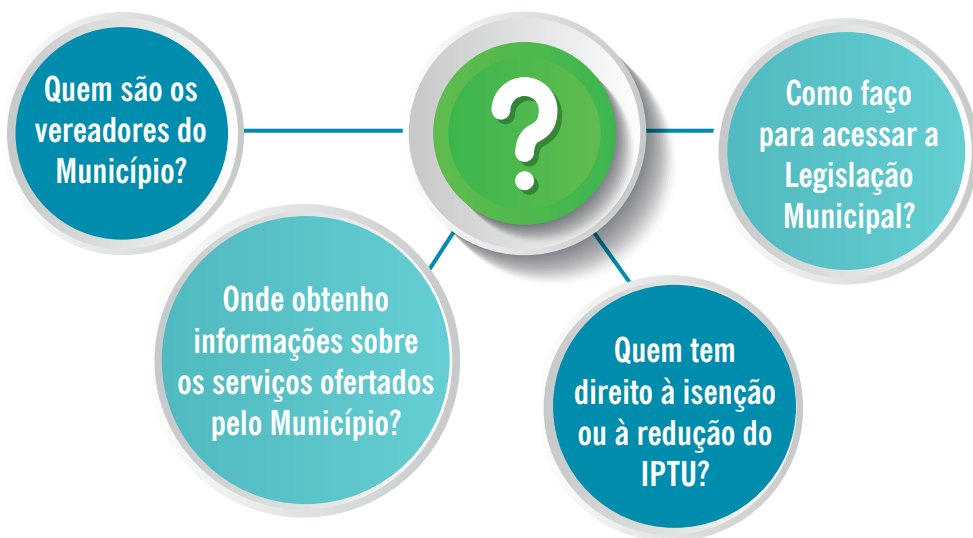 Quem são os
vereadores do
Município?
?
Como faço
para acessar a
Legislação
Municipal?
Onde obtenho
informações sobre
os serviços ofertados
pelo Município?
Quem tem
direito à isenção
ou à redução do
IPTU?